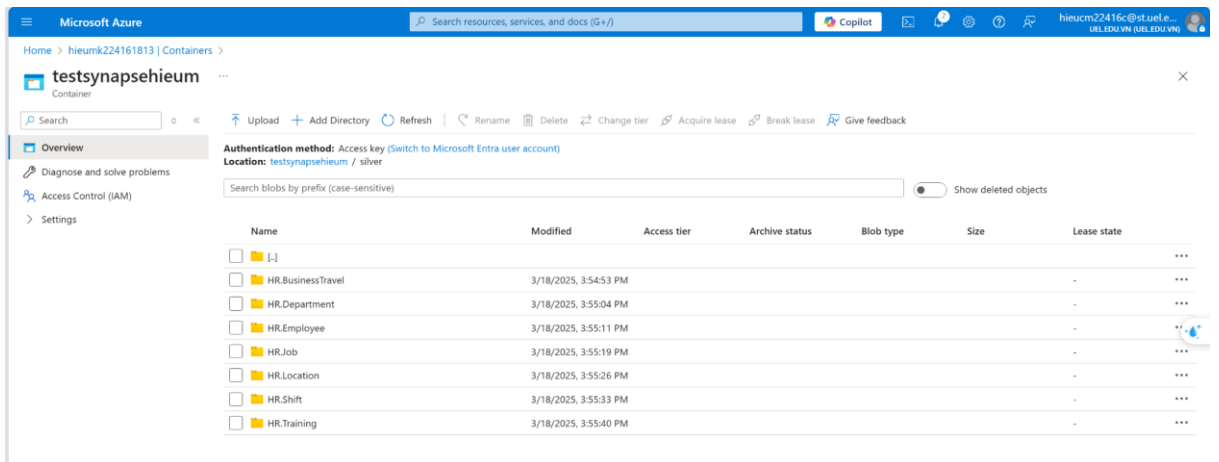 Microsoft Azure
Search resources, services, and docs (G+/)
Copilot
2
hieucm22416c@st.uel.e...
UEL.EDU.VN (UEL.EDU.VN)
Home > hieumk224161813 | Containers >
testsynapsehieum ...
Container
Search
Upload Add Directory Refresh Rename Delete Change tier Acquire lease Break lease Give feedback
Overview
Diagnose and solve problems
Access Control (IAM)
Settings
Authentication method: Access key (Switch to Microsoft Entra user account)
Location: testsynapsehieum / silver
Search blobs by prefix (case-sensitive)
Show deleted objects
Name Modified Access tier Archive status Blob type Size Lease state
[..]
HR.BusinessTravel 3/18/2025, 3:54:53 PM -
HR.Department 3/18/2025, 3:55:04 PM -
HR.Employee 3/18/2025, 3:55:11 PM -
HR.Job 3/18/2025, 3:55:19 PM -
HR.Location 3/18/2025, 3:55:26 PM -
HR.Shift 3/18/2025, 3:55:33 PM -
HR.Training 3/18/2025, 3:55:40 PM -